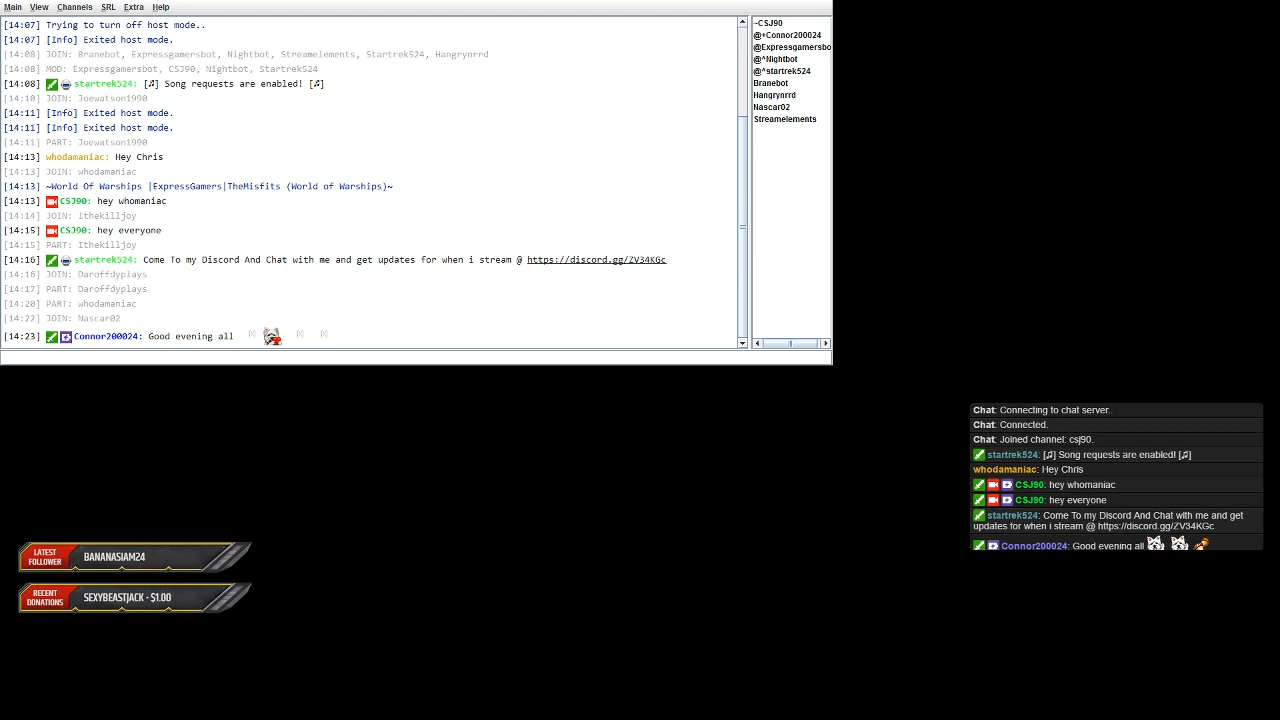 Main View Channels SRL Extra Help
[14:07] Trying to turn off host mode..
[14:07] [Info] Exited host mode.
[14:08] JOIN: Branebot, Expressgamersbot, Nightbot, Streamelements, Startrek524, Hangrynrrd
[14:08] MOD: Expressgamersbot, CSJ90, Nightbot, Startrek524
[14:08] startrek524: [♫] Song requests are enabled! [♫]
[14:10] JOIN: Joewatson1990
[14:11] [Info] Exited host mode.
[14:11] [Info] Exited host mode.
[14:11] PART: Joewatson1990
[14:13] whodamaniac: Hey Chris
[14:13] JOIN: whodamaniac
[14:13] ~World Of Warships |ExpressGamers|TheMisfits (World of Warships)~
[14:13] CSJ90: hey whomaniac
[14:14] JOIN: Ithekilljoy
[14:15] CSJ90: hey everyone
[14:15] PART: Ithekilljoy
[14:16] startrek524: Come To my Discord And Chat with me and get updates for when i stream @ https://discord.gg/ZV34KGc
[14:16] JOIN: Daroffdyplays
[14:17] PART: Daroffdyplays
[14:20] PART: whodamaniac
[14:22] JOIN: Nascar02
[14:23] Connor200024: Good evening all
~CSJ90
@+Connor200024
@Expressgamersbo
@^Nightbot
@^startrek524
Branebot
Hangrynrrd
Nascar02
Streamelements
Chat: Connecting to chat server..
Chat: Connected.
Chat: Joined channel: csj90.
startrek524: [♫] Song requests are enabled! [♫]
whodamaniac: Hey Chris
CSJ90: hey whomaniac
CSJ90: hey everyone
startrek524: Come To my Discord And Chat with me and get
updates for when i stream @ https://discord.gg/ZV34KGc
Connor200024: Good evening all
LATEST
FOLLOWER
BANANASIAM24
RECENT
DONATIONS
SEXYBEASTJACK - $1.00